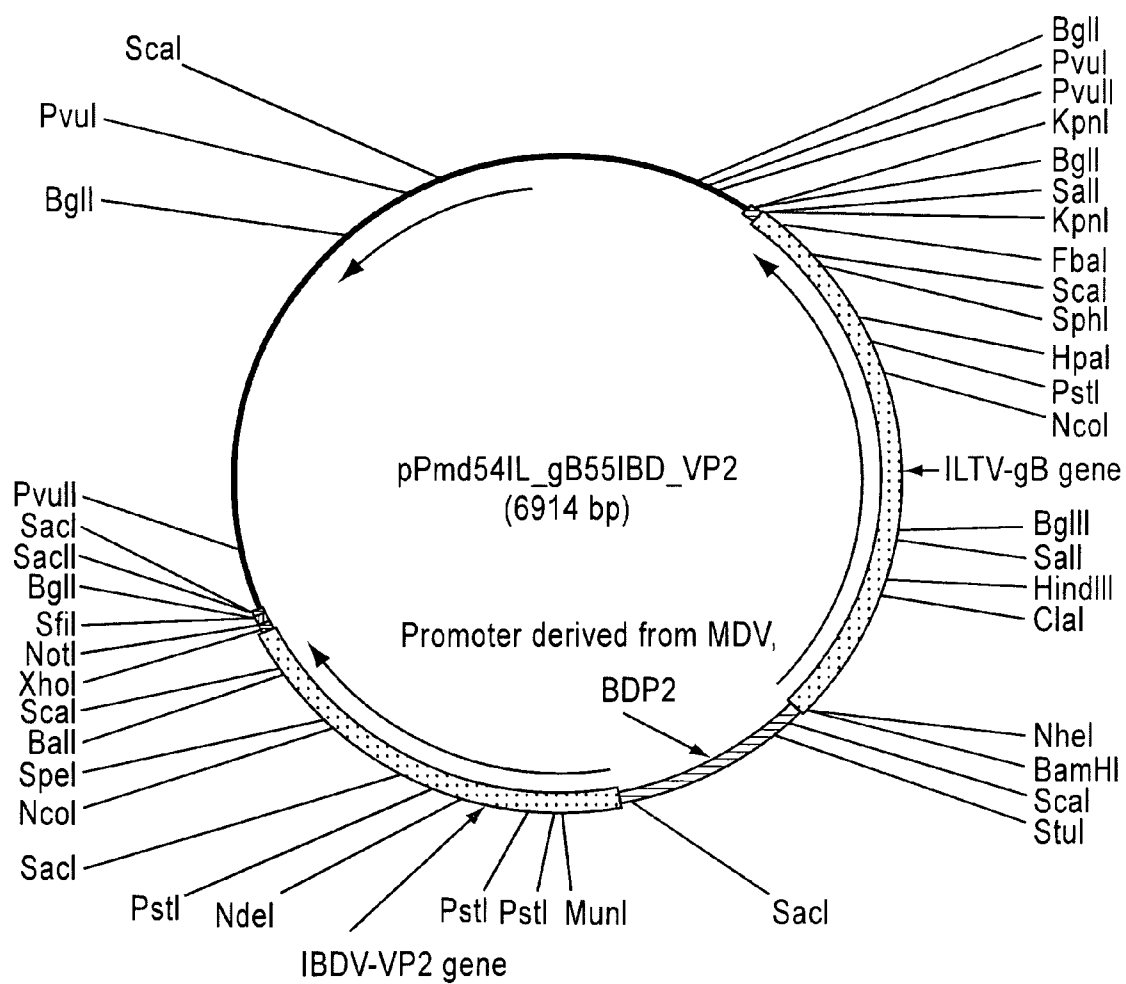 ScaI
PvuI
BglI
BglI
PvuI
PvuII
KpnI
BglI
SalI
KpnI
FbaI
ScaI
SphI
HpaI
PstI
NcoI
pPmd54IL_gB55IBD_VP2
(6914 bp)
ILTV-gB gene
BglII
SalI
HindIII
ClaI
PvuII
SacI
SacII
BglI
SfiI
NotI
XhoI
ScaI
BalI
SpeI
NcoI
SacI
Promoter derived from MDV,
BDP2
NheI
BamHI
ScaI
StuI
PstI
NdeI
PstI
PstI
MunI
SacI
IBDV-VP2 gene